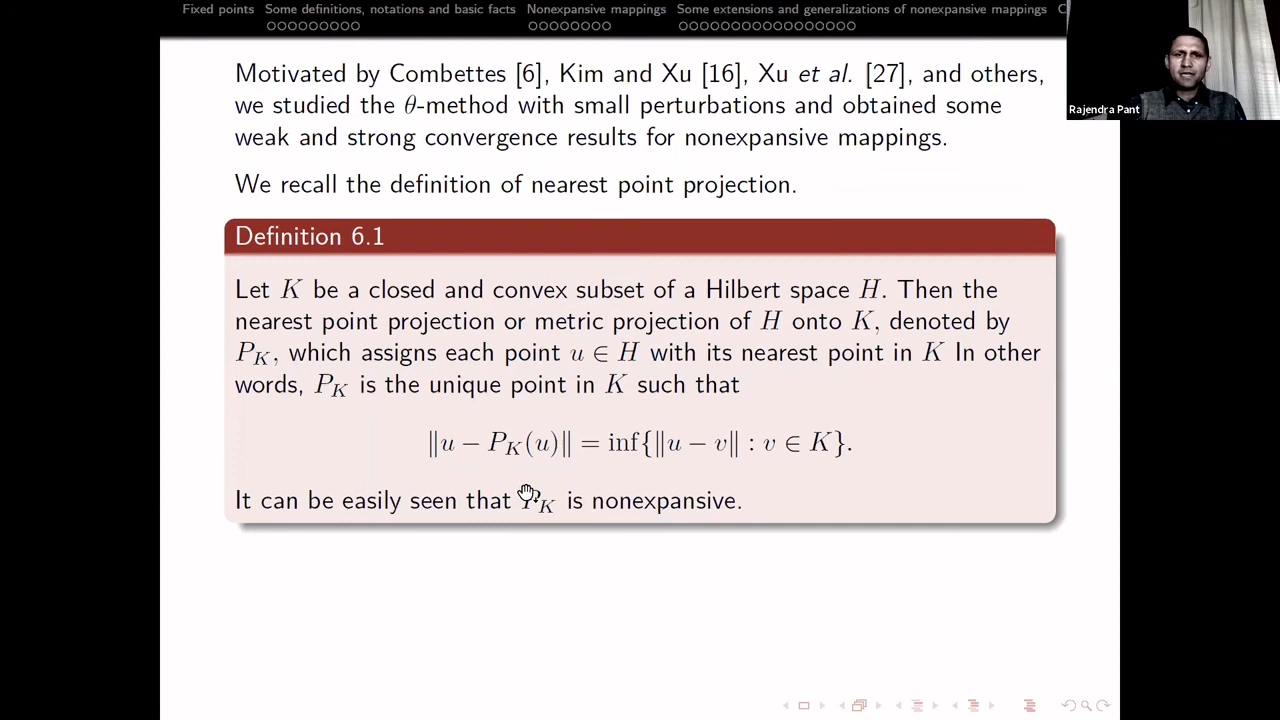 Fixed points Some definitions, notations and basic facts Nonexpansive mappings Some extensions and generalizations of nonexpansive mappings
Rajendra Pant
Motivated by Combettes [6], Kim and Xu [16], Xu et al. [27], and others,
we studied the θ-method with small perturbations and obtained some
weak and strong convergence results for nonexpansive mappings.
We recall the definition of nearest point projection.
Definition 6.1
Let K be a closed and convex subset of a Hilbert space H. Then the
nearest point projection or metric projection of H onto K, denoted by
P_K, which assigns each point u ∈ H with its nearest point in K In other
words, P_K is the unique point in K such that
‖u − P_K(u)‖ = inf{‖u − v‖ : v ∈ K}.
It can be easily seen that P_K is nonexpansive.